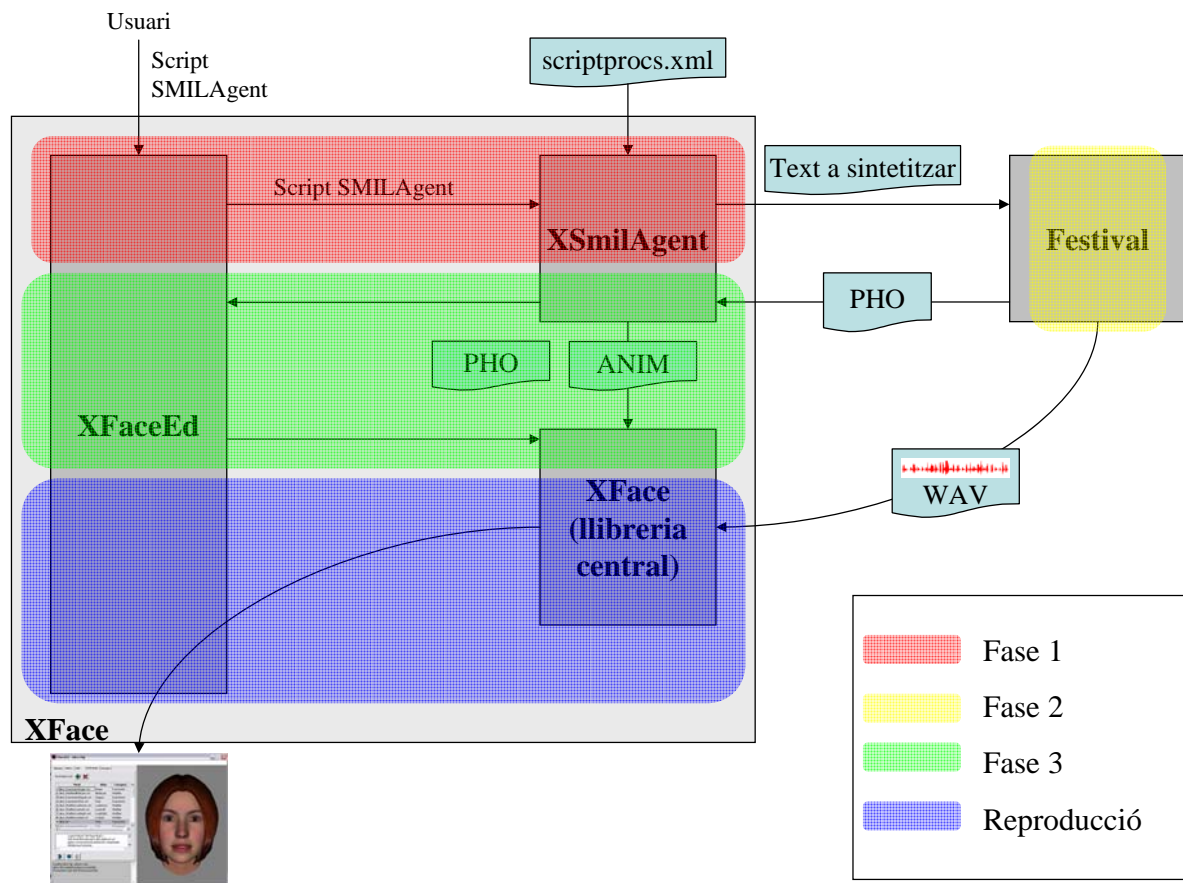 Usuari
Script
SMILAgent
scriptprocs.xml
Script SMILAgent
Text a sintetitzar
XSmilAgent
Festival
PHO
PHO
ANIM
XFaceEd
WAV
XFace
(llibreria
central)
XFace
Fase 1
Fase 2
Fase 3
Reproducció